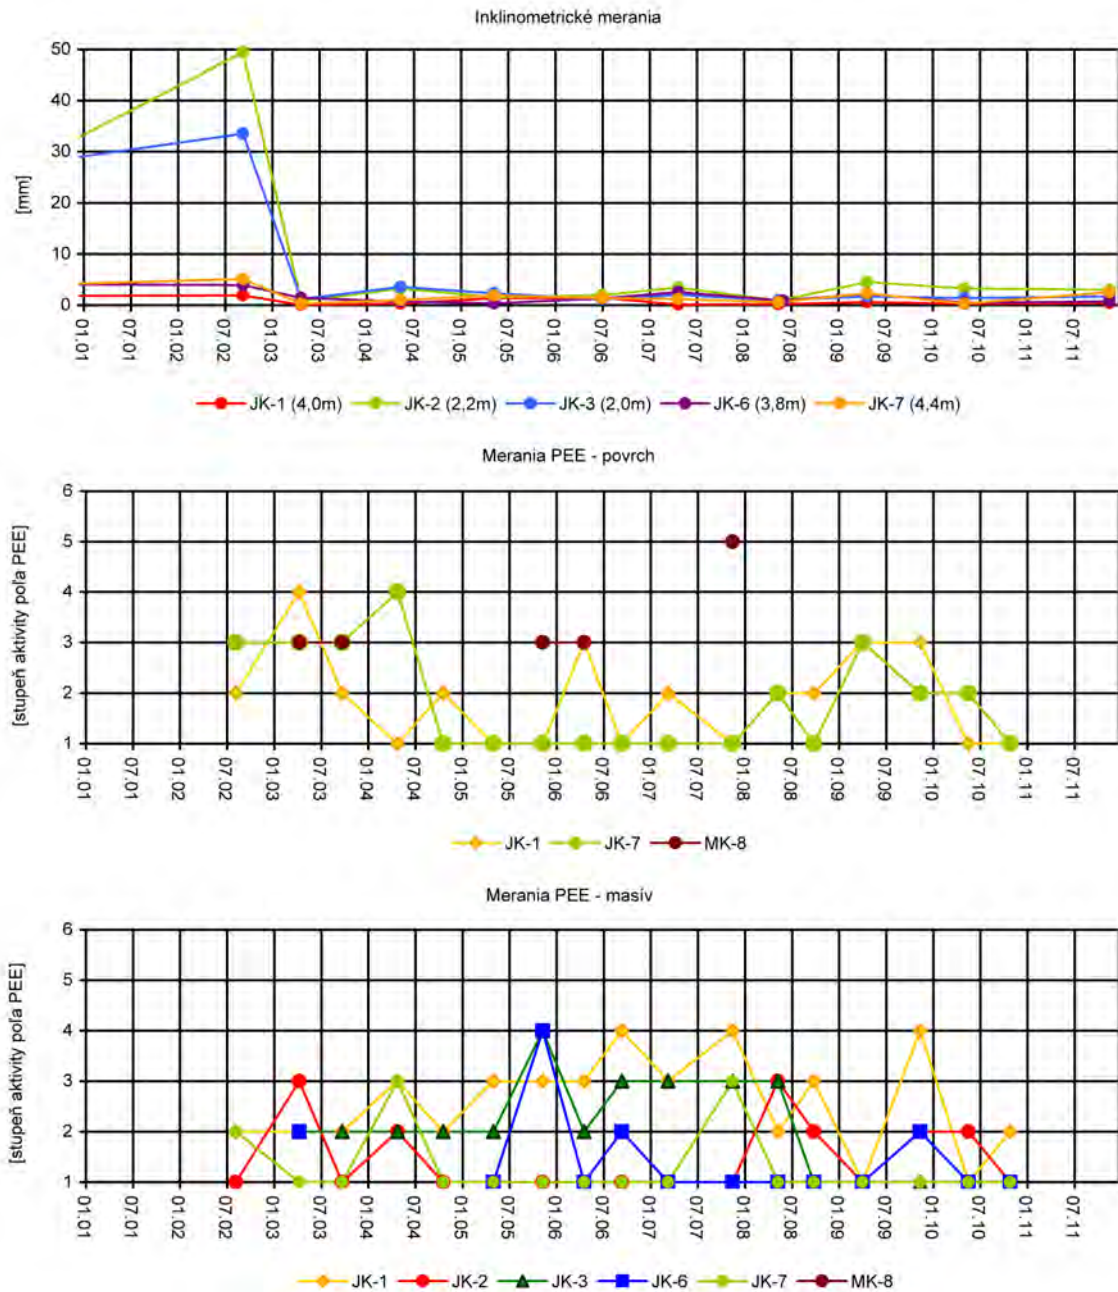 Inklinometrické merania
[mm]
50
40
30
20
10
0
01.01 07.01 01.02 07.02 01.03 07.03 01.04 07.04 01.05 07.05 01.06 07.06 01.07 07.07 01.08 07.08 01.09 07.09 01.10 07.10 01.11 07.11
JK-1 (4,0m) JK-2 (2,2m) JK-3 (2,0m) JK-6 (3,8m) JK-7 (4,4m)
Merania PEE - povrch
[stupeň aktivity poľa PEE]
6
5
4
3
2
1
01.01 07.01 01.02 07.02 01.03 07.03 01.04 07.04 01.05 07.05 01.06 07.06 01.07 07.07 01.08 07.08 01.09 07.09 01.10 07.10 01.11 07.11
JK-1 JK-7 MK-8
Merania PEE - masív
[stupeň aktivity poľa PEE]
6
5
4
3
2
1
01.01 07.01 01.02 07.02 01.03 07.03 01.04 07.04 01.05 07.05 01.06 07.06 01.07 07.07 01.08 07.08 01.09 07.09 01.10 07.10 01.11 07.11
JK-1 JK-2 JK-3 JK-6 JK-7 MK-8